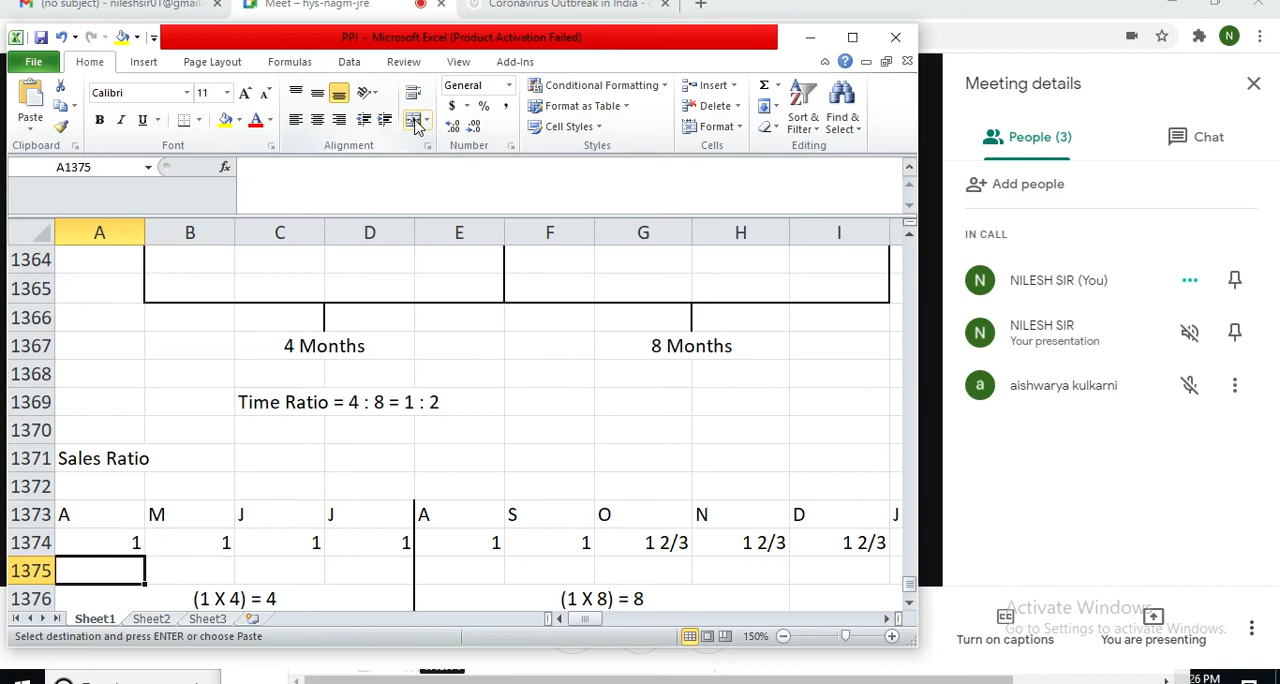 (no subject) - nileshsir01@gmail.
Meet – hys-nagm-jre
Coronavirus Outbreak in India -
PPI - Microsoft Excel (Product Activation Failed)
File Home Insert Page Layout Formulas Data Review View Add-Ins
Paste
Calibri 11
General
Conditional Formatting
Format as Table
Cell Styles
Insert
Delete
Format
Sort & Filter
Find & Select
Clipboard Font Alignment Number Styles Cells Editing
A1375 fx
A B C D E F G H I
1364
1365
1366
1367 4 Months 8 Months
1368
1369 Time Ratio = 4 : 8 = 1 : 2
1370
1371 Sales Ratio
1372
1373 A M J J A S O N D J
1374 1 1 1 1 1 1 1 2/3 1 2/3 1 2/3
1375
1376 (1 X 4) = 4 (1 X 8) = 8
Sheet1 Sheet2 Sheet3
Select destination and press ENTER or choose Paste 150%
Meeting details
People (3) Chat
Add people
IN CALL
N NILESH SIR (You)
N NILESH SIR
Your presentation
a aishwarya kulkarni
Activate Windows
Go to Settings to activate Windows.
Turn on captions You are presenting
26 PM